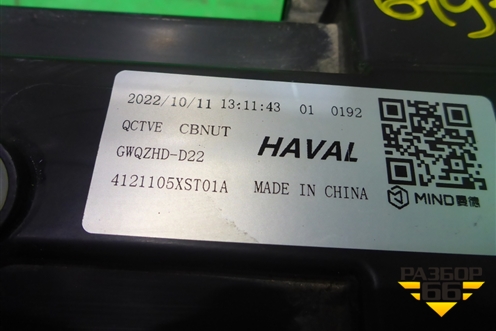 2022/10/11 13:11:43 01 0192
QCTVE CBNUT
GWQZHD-D22
HAVAL
4121105XST01A MADE IN CHINA
MIND
РАЗБОР
66